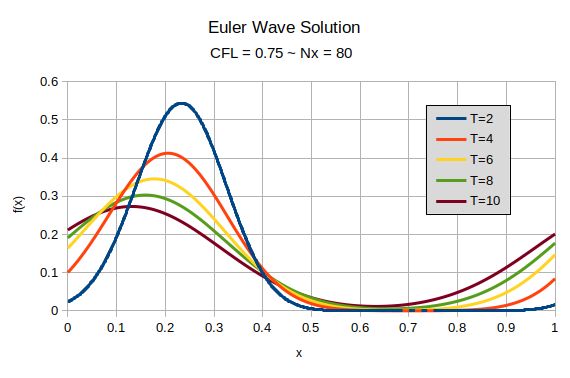 Euler Wave Solution
CFL = 0.75 ~ Nx = 80
0.6
0.5
0.4
0.3
0.2
0.1
0
f(x)
T=2
T=4
T=6
T=8
T=10
0 0.1 0.2 0.3 0.4 0.5 0.6 0.7 0.8 0.9 1
x